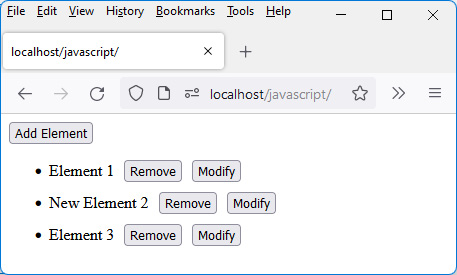 File Edit View History Bookmarks Tools Help
localhost/javascript/
localhost/javascript/
Add Element
Element 1 Remove Modify
New Element 2 Remove Modify
Element 3 Remove Modify